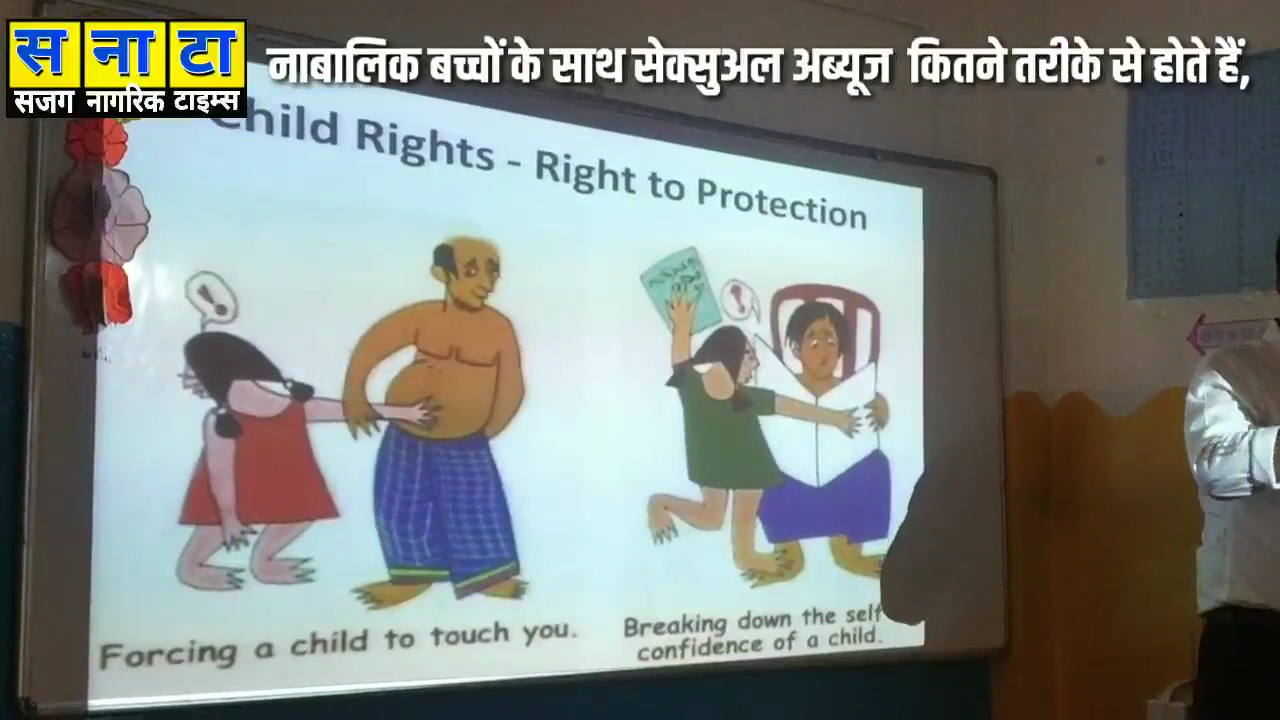 स ना टा
सजग नागरिक टाइम्स
नाबालिक बच्चों के साथ सेक्सुअल अब्यूज कितने तरीके से होते हैं,
Child Rights - Right to Protection
Forcing a child to touch you.
Breaking down the self
confidence of a child.